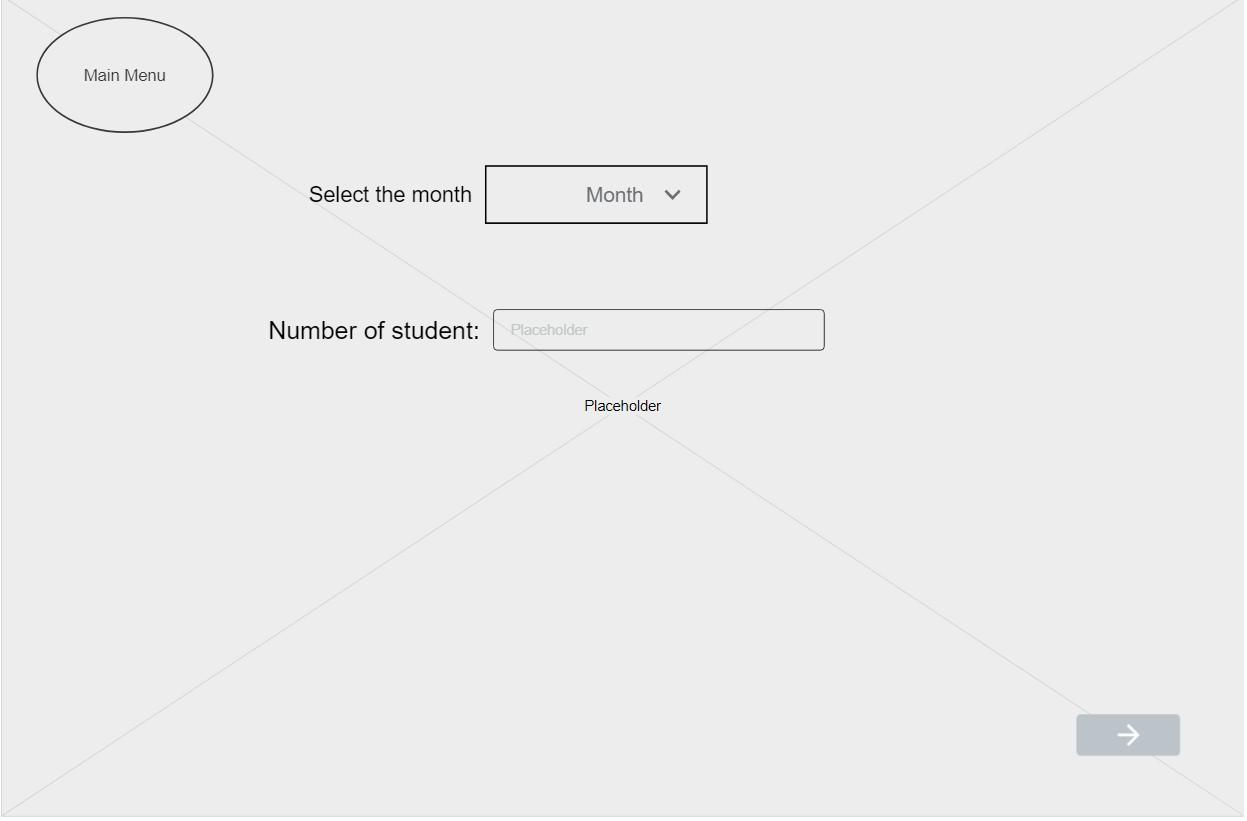 Main Menu
Select the month
Month
Number of student:
Placeholder
Placeholder